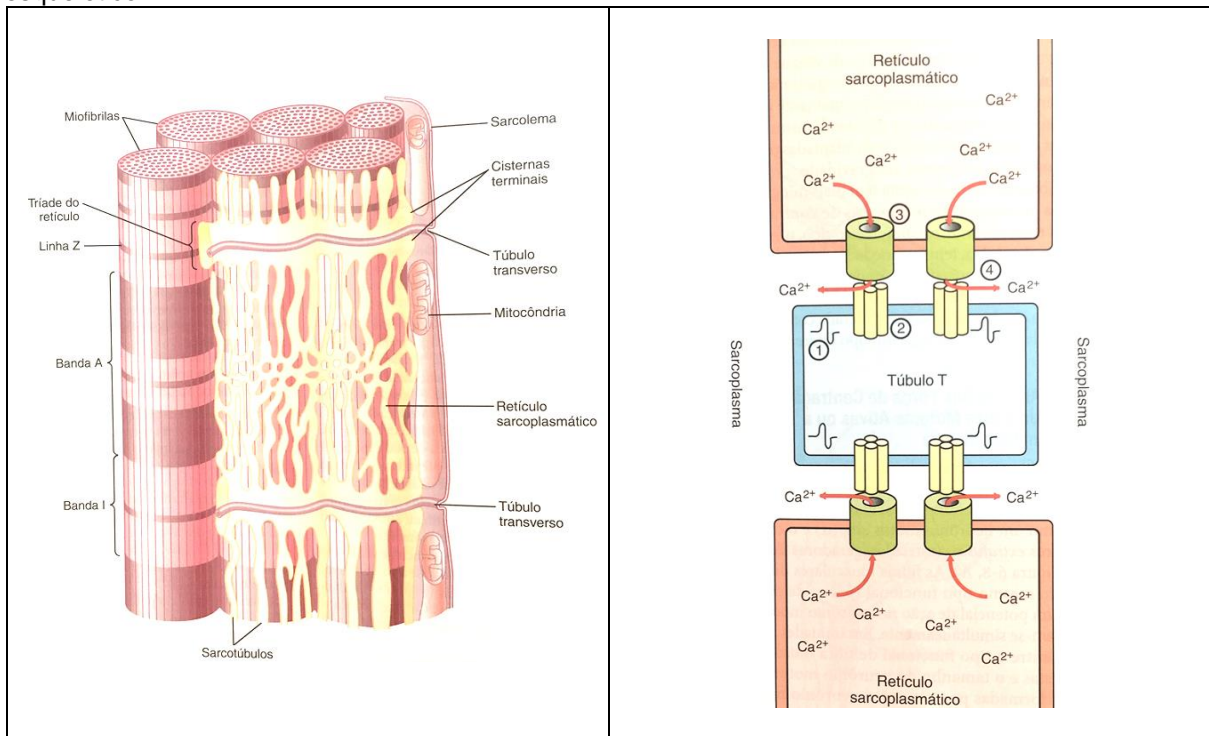 Miofibrilas
Sarcolema
Cisternas
terminais
Tríade do
retículo
Linha Z
Túbulo
transverso
Mitocôndria
Banda A
Retículo
sarcoplasmático
Banda I
Túbulo
transverso
Sarcotúbulos
Retículo
sarcoplasmático
Ca2+
Ca2+
Ca2+
Ca2+
Ca2+
Ca2+
3
4
Ca2+
Ca2+
1
2
Túbulo T
Sarcoplasma
Sarcoplasma
Ca2+
Ca2+
Ca2+
Ca2+
Ca2+
Ca2+
Ca2+
Ca2+
Retículo
sarcoplasmático